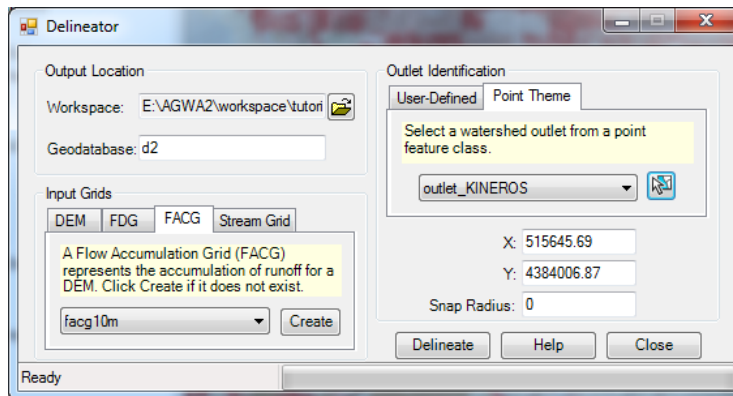 Delineator
Output Location
Workspace: E:\AGWA2\workspace\tutori
Geodatabase: d2
Input Grids
DEM FDG FACG Stream Grid
A Flow Accumulation Grid (FACG)
represents the accumulation of runoff for a
DEM. Click Create if it does not exist.
facg10m Create
Outlet Identification
User-Defined Point Theme
Select a watershed outlet from a point
feature class.
outlet_KINEROS
X: 515645.69
Y: 4384006.87
Snap Radius: 0
Delineate Help Close
Ready